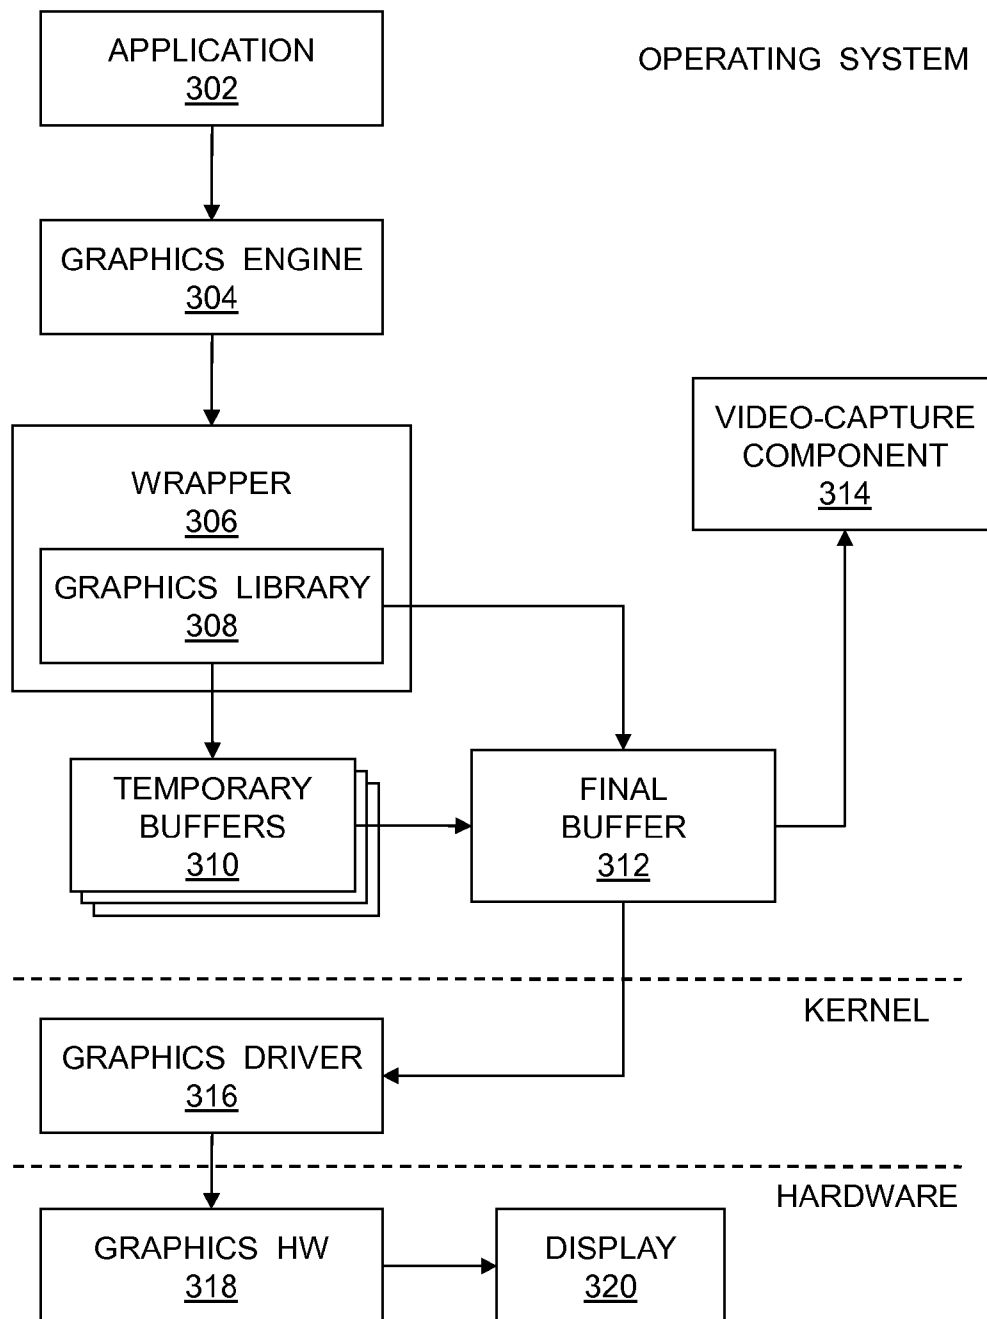 APPLICATION
302
OPERATING SYSTEM
GRAPHICS ENGINE
304
WRAPPER
306
GRAPHICS LIBRARY
308
VIDEO-CAPTURE
COMPONENT
314
TEMPORARY
BUFFERS
310
FINAL
BUFFER
312
KERNEL
GRAPHICS DRIVER
316
HARDWARE
GRAPHICS HW
318
DISPLAY
320